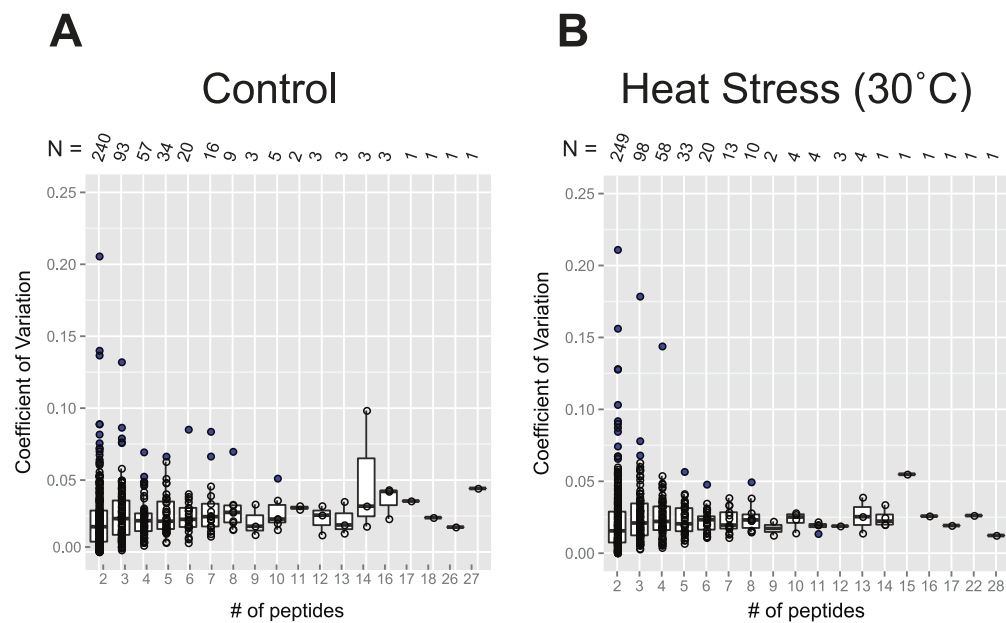 A
Control
N = 240 93 57 34 20 16 9 3 5 2 3 3 3 3 1 1 1 1
0.25
0.20
0.15
0.10
0.05
0.00
Coefficient of Variation
2 3 4 5 6 7 8 9 10 11 12 13 14 16 17 18 26 27
# of peptides
B
Heat Stress (30˚C)
N = 249 98 58 33 20 13 10 2 4 4 3 4 1 1 1 1 1 1
0.25
0.20
0.15
0.10
0.05
0.00
Coefficient of Variation
2 3 4 5 6 7 8 9 10 11 12 13 14 15 16 17 22 28
# of peptides